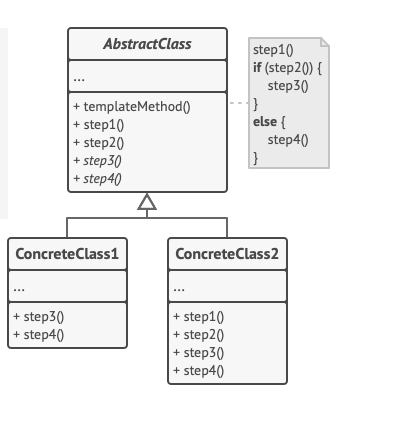 AbstractClass
...
+ templateMethod()
+ step1()
+ step2()
+ step3()
+ step4()
step1()
if (step2()) {
step3()
}
else {
step4()
}
ConcreteClass1
...
+ step3()
+ step4()
ConcreteClass2
...
+ step1()
+ step2()
+ step3()
+ step4()